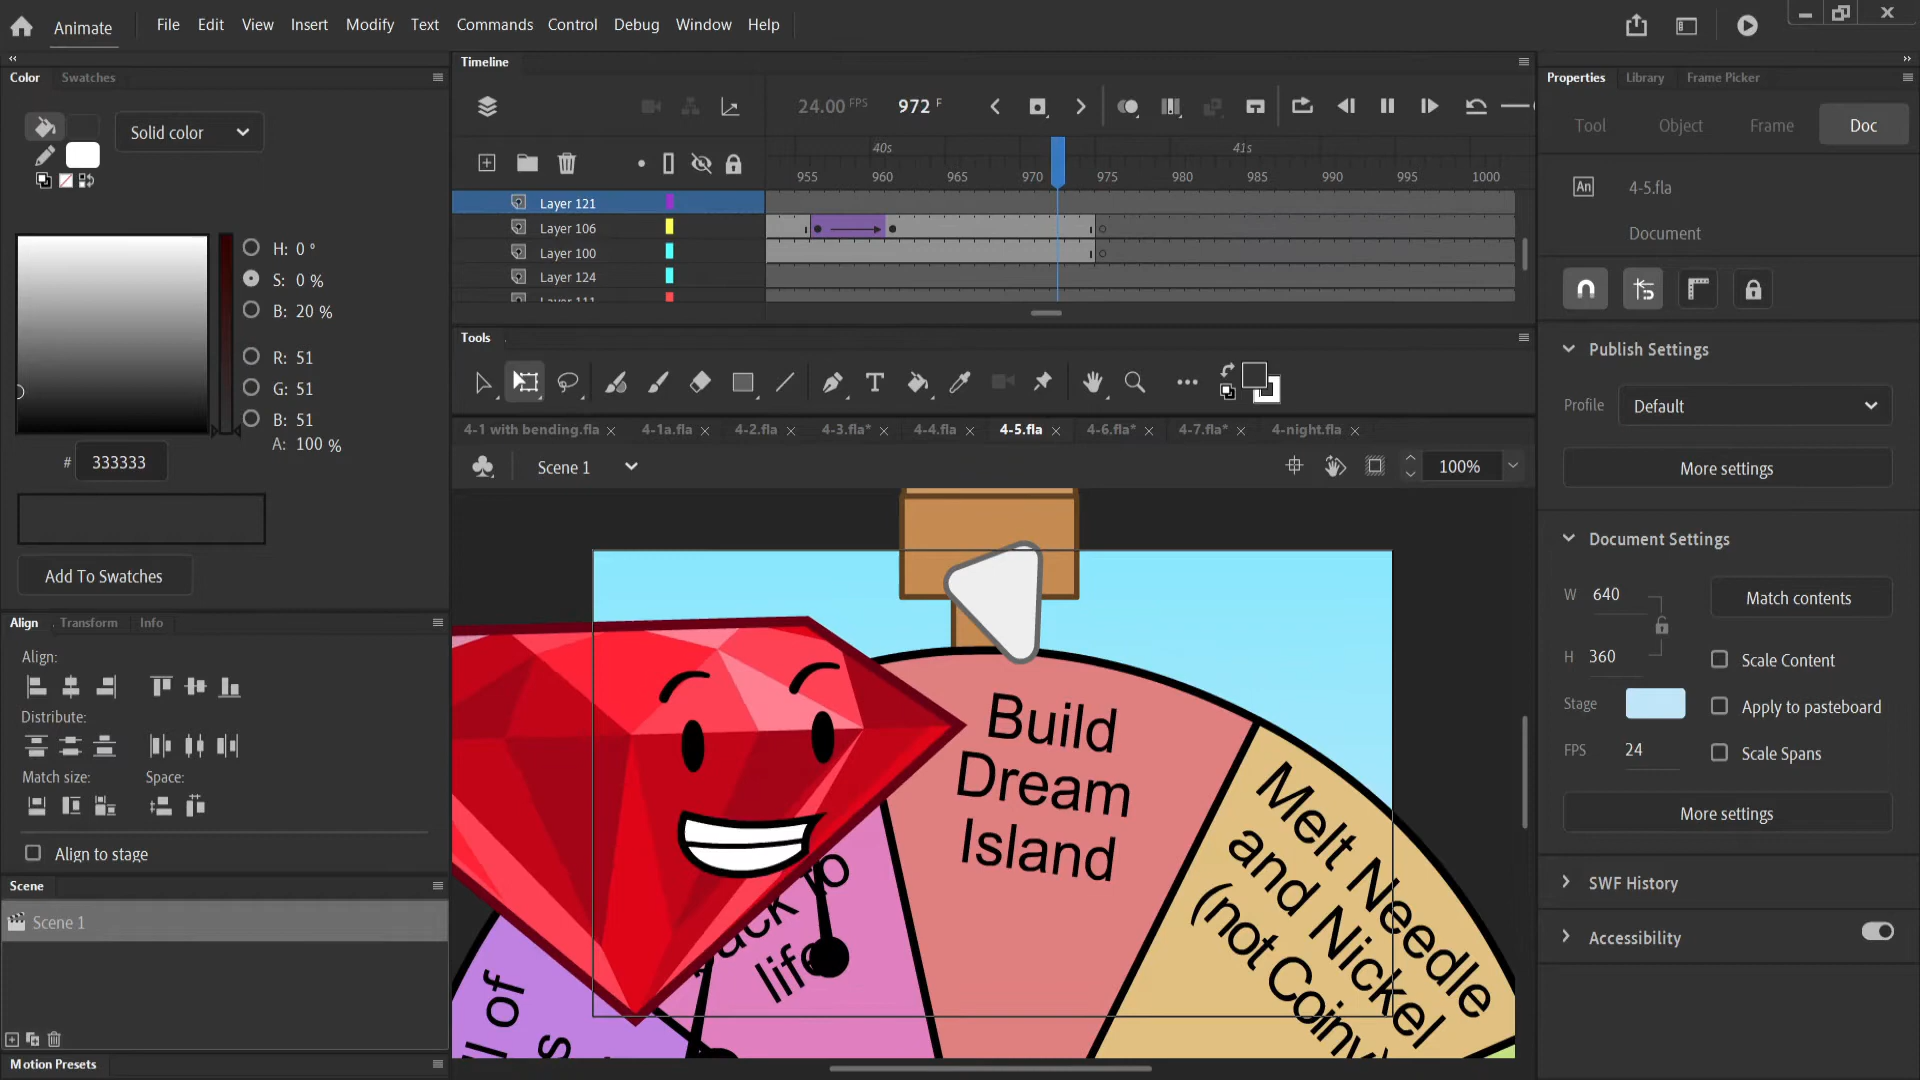 Animate
File Edit View Insert Modify Text Commands Control Debug Window Help
Color Swatches
Solid color
H: 0 °
S: 0 %
B: 20 %
R: 51
G: 51
B: 51
A: 100 %
# 333333
Add To Swatches
Align Transform Info
Align:
Distribute:
Match size: Space:
Align to stage
Scene
Scene 1
Motion Presets
Timeline
24.00 FPS 972 F
40s 41s
955 960 965 970 975 980 985 990 995 1000
Layer 121
Layer 106
Layer 100
Layer 124
Layer 111
Tools
4-1 with bending.fla 4-1a.fla 4-2.fla 4-3.fla* 4-4.fla 4-5.fla 4-6.fla* 4-7.fla* 4-night.fla
Scene 1 100%
Build
Dream
Island
Melt Needle
and Nickel
(not Coiny)
back to
life
of
Properties Library Frame Picker
Tool Object Frame Doc
An 4-5.fla
Document
Publish Settings
Profile Default
More settings
Document Settings
W 640 Match contents
H 360 Scale Content
Stage Apply to pasteboard
FPS 24 Scale Spans
More settings
SWF History
Accessibility